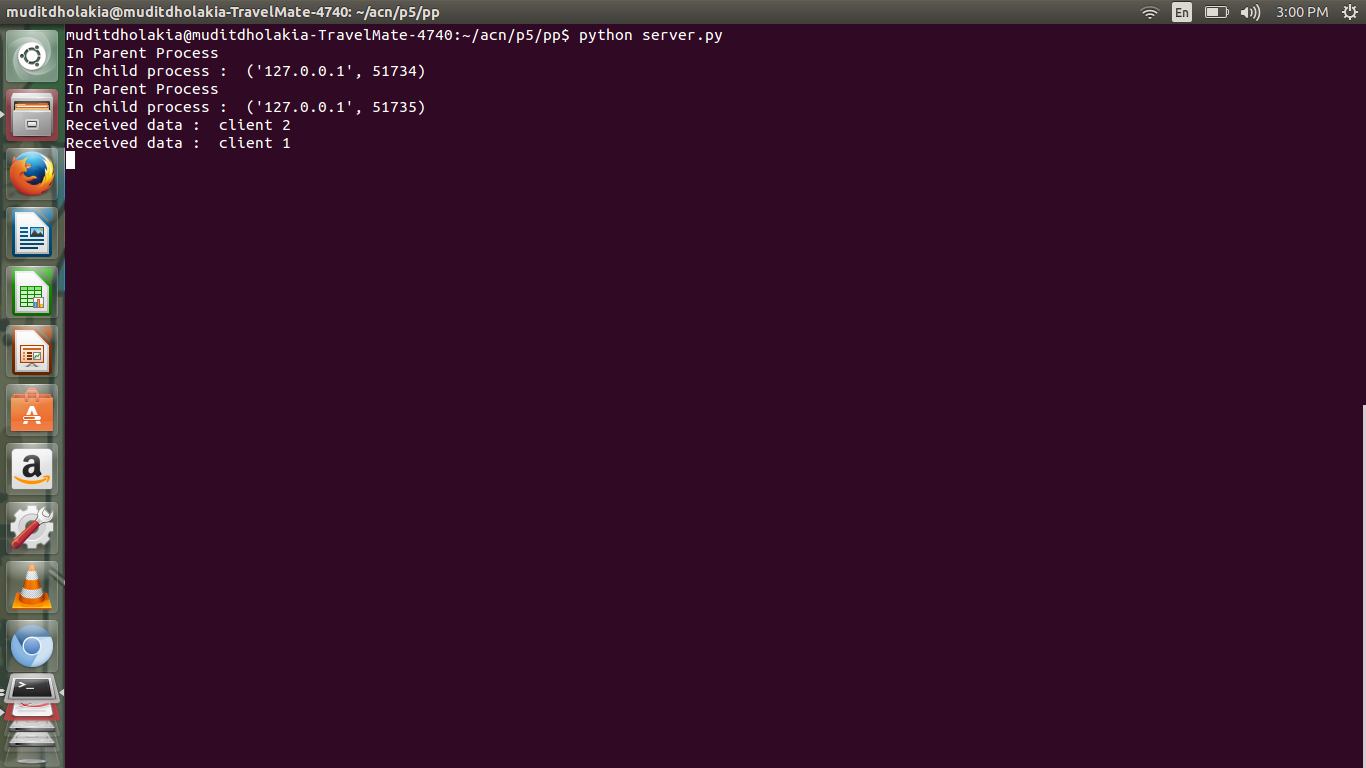 muditdholakia@muditdholakia-TravelMate-4740: ~/acn/p5/pp
En
3:00 PM
muditdholakia@muditdholakia-TravelMate-4740:~/acn/p5/pp$ python server.py
In Parent Process
In child process :  ('127.0.0.1', 51734)
In Parent Process
In child process :  ('127.0.0.1', 51735)
Received data :  client 2
Received data :  client 1
A
a
>_